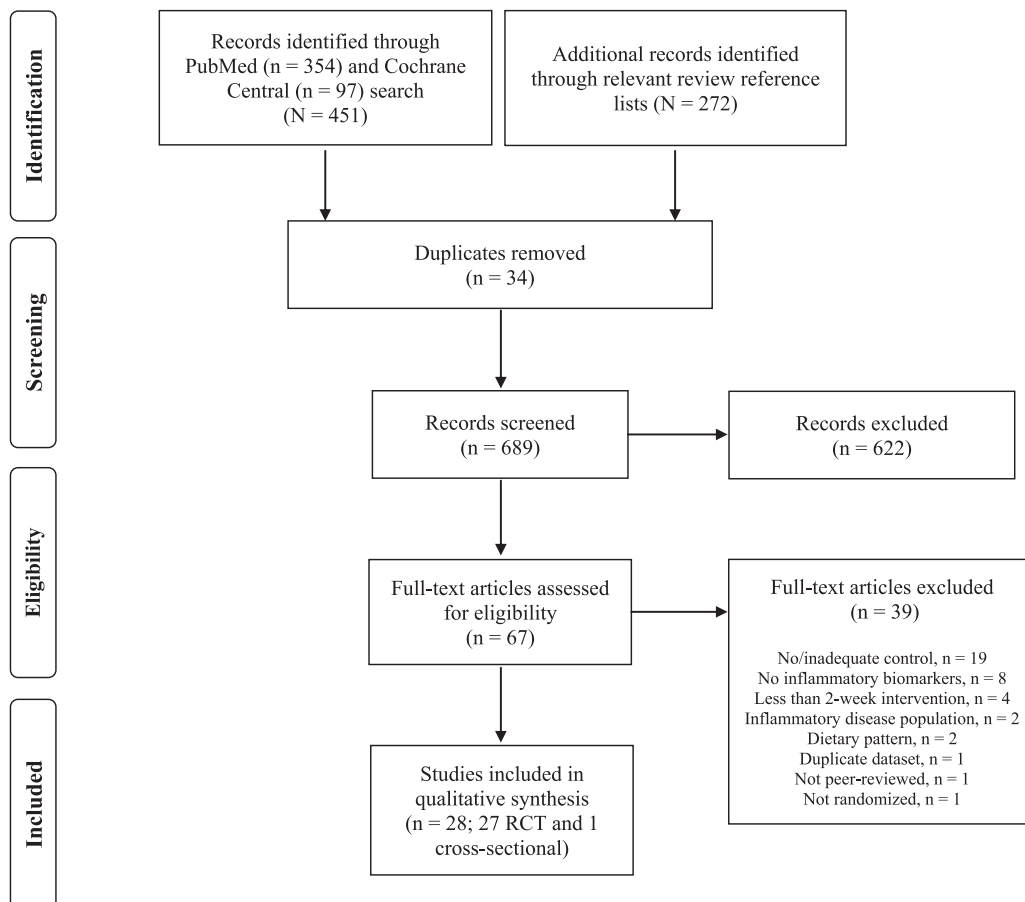 Identification
Records identified through
PubMed (n = 354) and Cochrane
Central (n = 97) search
(N = 451)
Additional records identified
through relevant review reference
lists (N = 272)
Screening
Duplicates removed
(n = 34)
Records screened
(n = 689)
Records excluded
(n = 622)
Eligibility
Full-text articles assessed
for eligibility
(n = 67)
Full-text articles excluded
(n = 39)
No/inadequate control, n = 19
No inflammatory biomarkers, n = 8
Less than 2-week intervention, n = 4
Inflammatory disease population, n = 2
Dietary pattern, n = 2
Duplicate dataset, n = 1
Not peer-reviewed, n = 1
Not randomized, n = 1
Included
Studies included in
qualitative synthesis
(n = 28; 27 RCT and 1
cross-sectional)